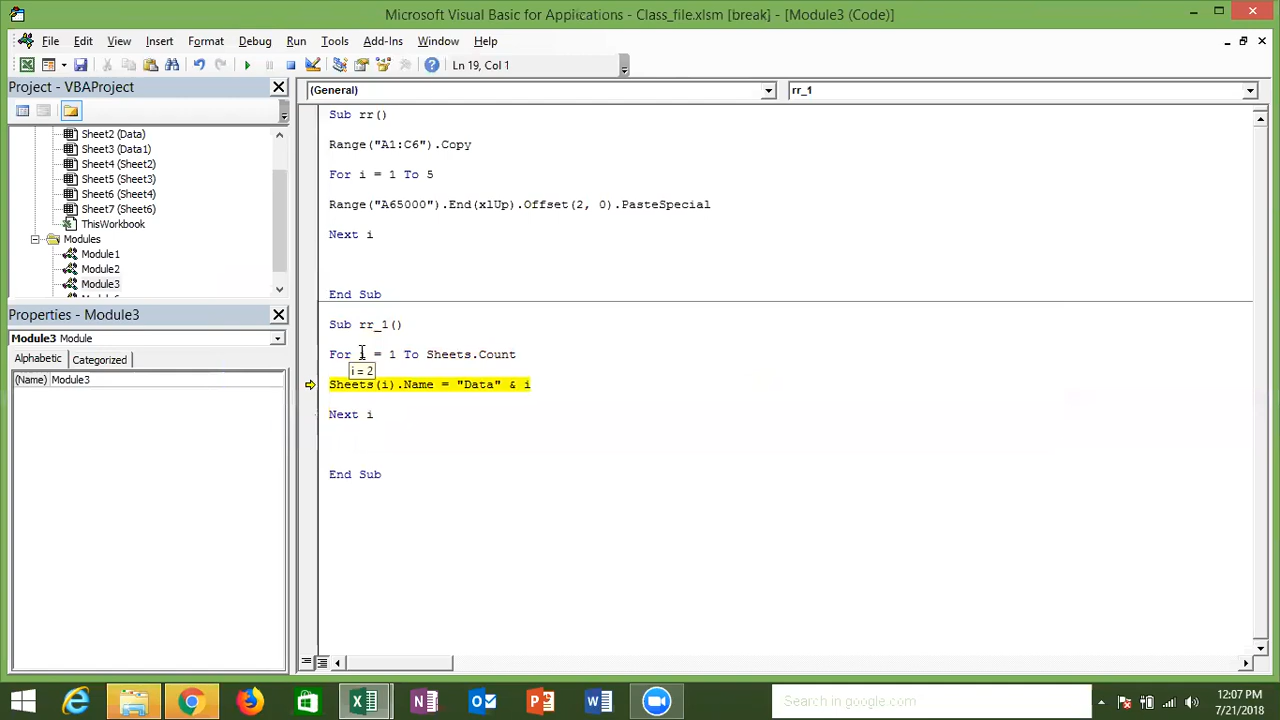 Microsoft Visual Basic for Applications - Class_file.xlsm [break] - [Module3 (Code)]
File Edit View Insert Format Debug Run Tools Add-Ins Window Help
Ln 19, Col 1
Project - VBAProject
(General)
rr_1
Sheet2 (Data)
Sheet3 (Data1)
Sheet4 (Sheet2)
Sheet5 (Sheet3)
Sheet6 (Sheet4)
Sheet7 (Sheet6)
ThisWorkbook
Modules
Module1
Module2
Module3
Properties - Module3
Module3 Module
Alphabetic Categorized
(Name) Module3
Sub rr()
Range("A1:C6").Copy
For i = 1 To 5
Range("A65000").End(xlUp).Offset(2, 0).PasteSpecial
Next i
End Sub
Sub rr_1()
For i = 1 To Sheets.Count
i = 2
Sheets(i).Name = "Data" & i
Next i
End Sub
Search in google.com
12:07 PM
7/21/2018